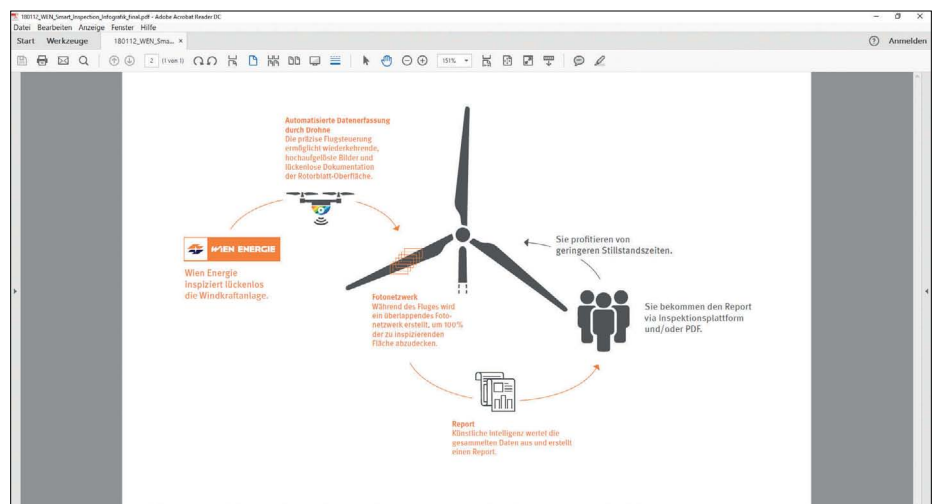 180112_WEN_Smart_Inspection_Infografik_final.pdf - Adobe Acrobat Reader DC
Datei Bearbeiten Anzeige Fenster Hilfe
Start Werkzeuge 180112_WEN_Sma... × Anmelden
2 (1 von 1) 151%
Automatisierte Datenerfassung
durch Drohne
Die präzise Flugsteuerung
ermöglicht wiederkehrende,
hochaufgelöste Bilder und
lückenlose Dokumentation
der Rotorblatt-Oberfläche.
WIEN ENERGIE
Wien Energie
inspiziert lückenlos
die Windkraftanlage.
Sie profitieren von
geringeren Stillstandszeiten.
Fotonetzwerk
Während des Fluges wird
ein überlappendes Foto-
netzwerk erstellt, um 100%
der zu inspizierenden
Fläche abzudecken.
Sie bekommen den Report
via Inspektionsplattform
und/oder PDF.
Report
Künstliche Intelligenz wertet die
gesammelten Daten aus und erstellt
einen Report.